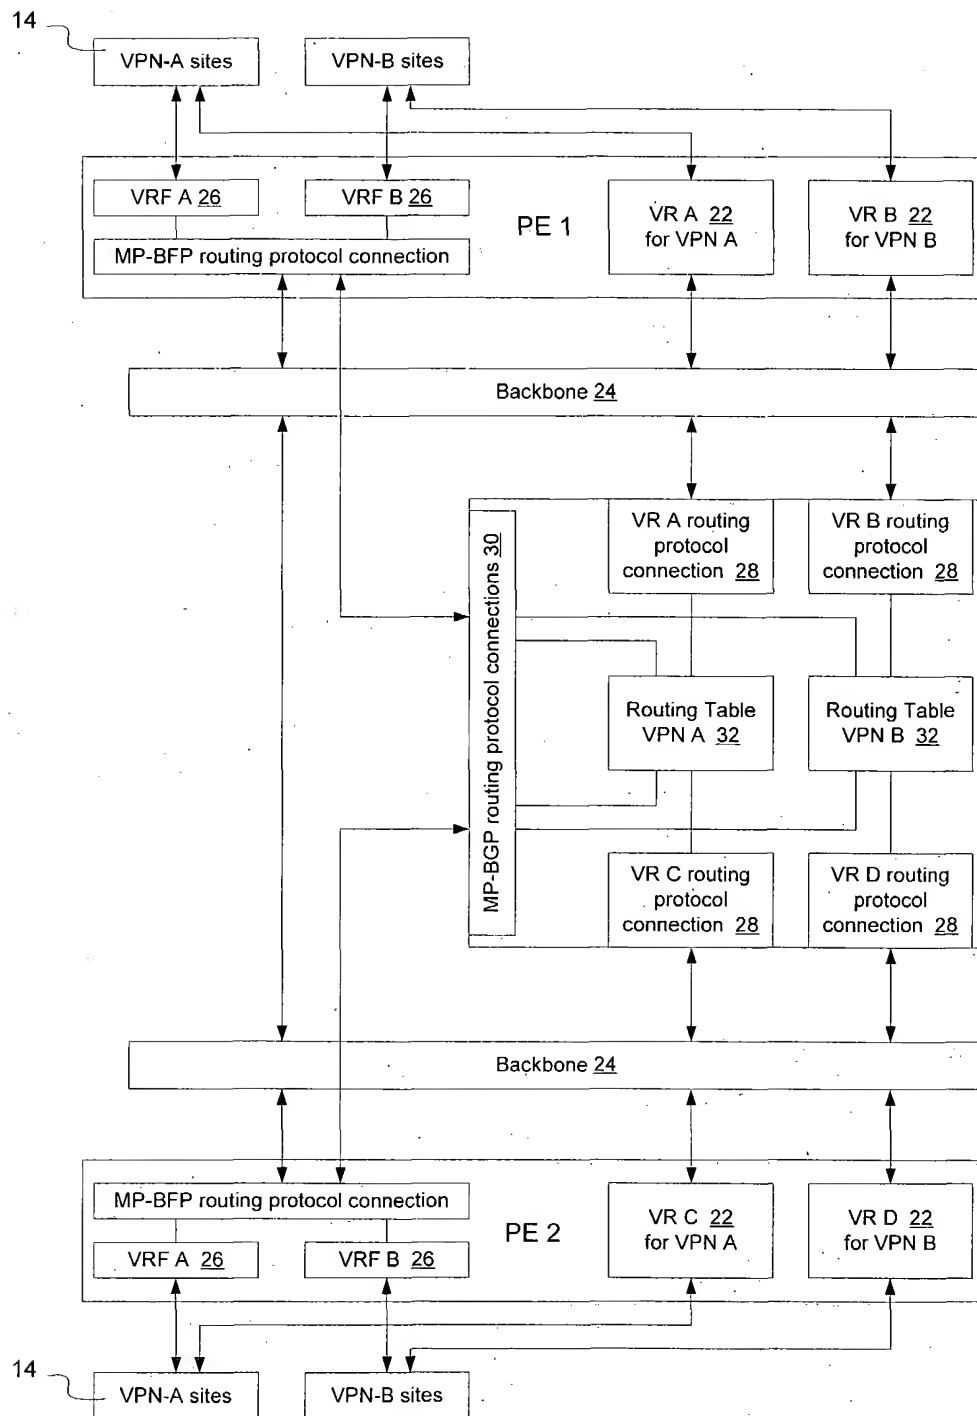 14
VPN-A sites
VPN-B sites
VRF A 26
VRF B 26
PE 1
VR A 22
for VPN A
VR B 22
for VPN B
MP-BFP routing protocol connection
Backbone 24
MP-BGP routing protocol connections 30
VR A routing
protocol
connection 28
VR B routing
protocol
connection 28
Routing Table
VPN A 32
Routing Table
VPN B 32
VR C routing
protocol
connection 28
VR D routing
protocol
connection 28
Backbone 24
MP-BFP routing protocol connection
VRF A 26
VRF B 26
PE 2
VR C 22
for VPN A
VR D 22
for VPN B
14
VPN-A sites
VPN-B sites